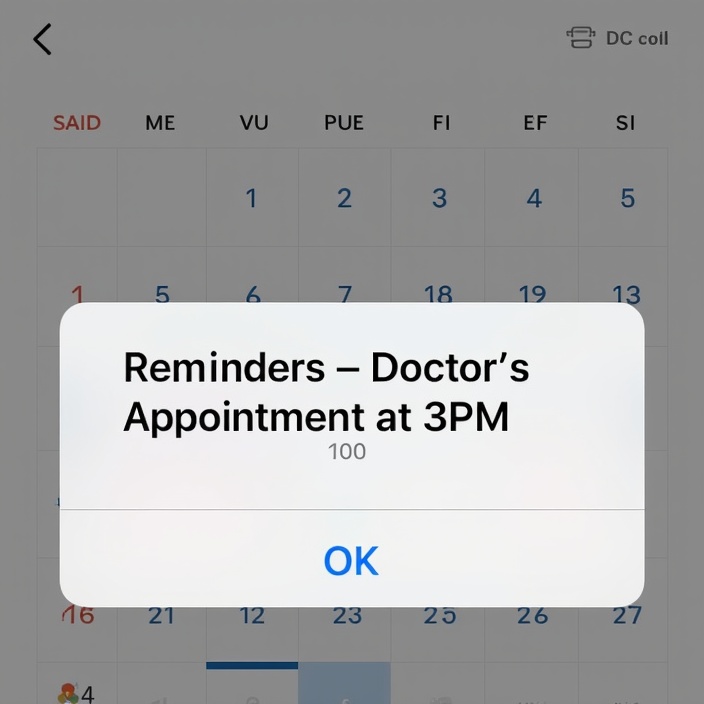 DC coil
SAID ME VU PUE FI EF SI
1 2 3 4 5
1 5 6 7 18 19 13
Reminders – Doctor’s
Appointment at 3PM
100
OK
16 21 12 23 25 26 27
4